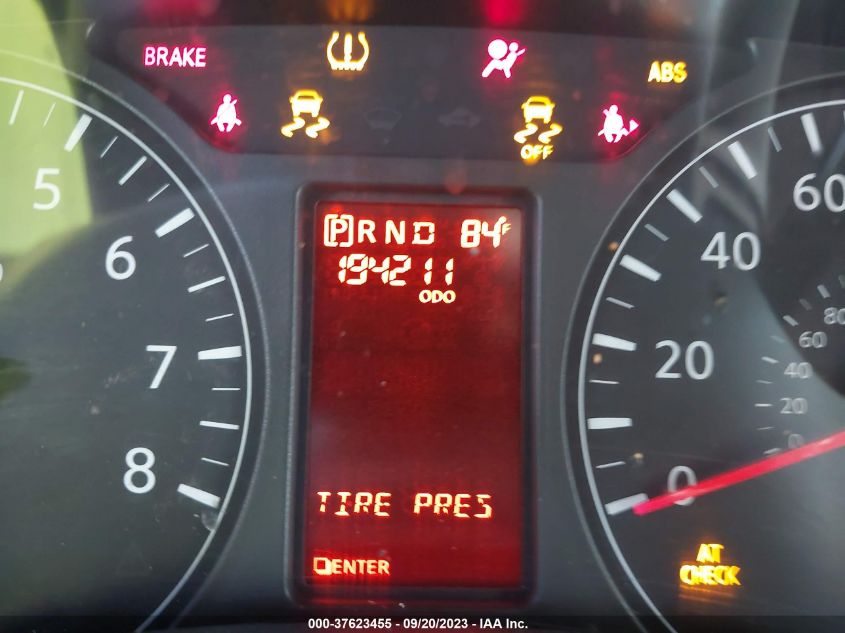 BRAKE
ABS
OFF
5
6
7
8
P R N D 84°F
194211
ODO
TIRE PRES
ENTER
60
40
20
0
80
60
40
20
0
AT
CHECK
000-37623455 - 09/20/2023 - IAA Inc.